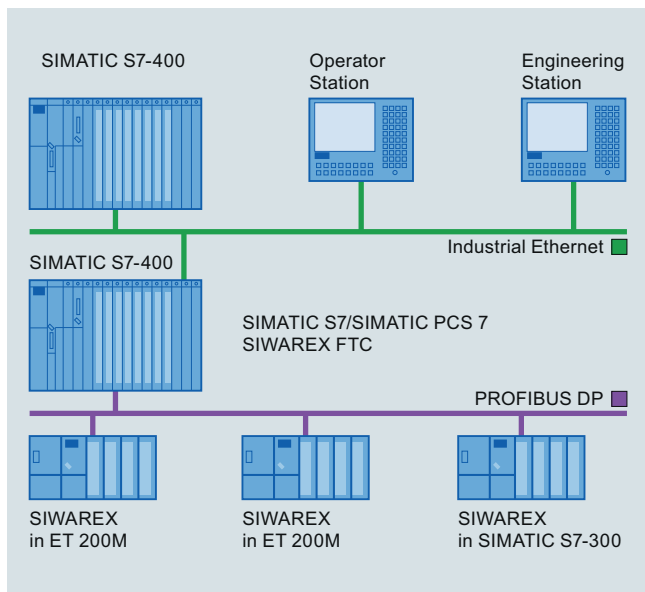 SIMATIC S7-400
Operator
Station
Engineering
Station
Industrial Ethernet
SIMATIC S7-400
SIMATIC S7/SIMATIC PCS 7
SIWAREX FTC
PROFIBUS DP
SIWAREX
in ET 200M
SIWAREX
in ET 200M
SIWAREX
in SIMATIC S7-300